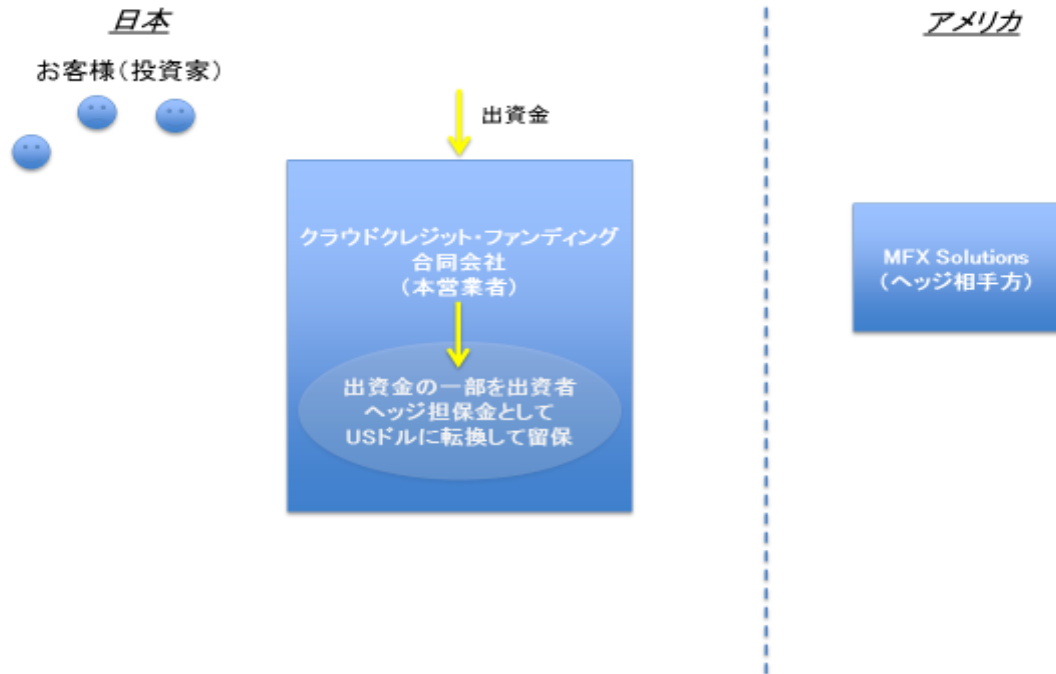 日本
アメリカ
お客様（投資家）
出資金
クラウドクレジット・ファンディング
合同会社
（本営業者）
出資金の一部を出資者
ヘッジ担保金として
USドルに転換して留保
MFX Solutions
（ヘッジ相手方）